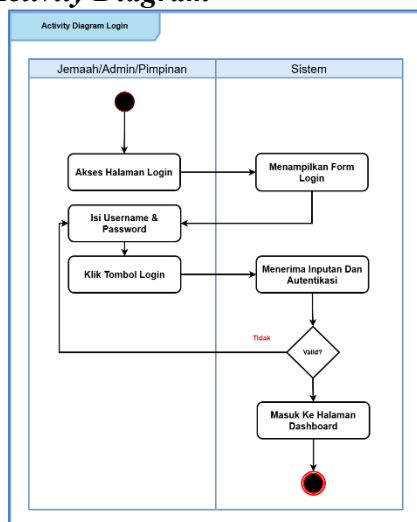 Activity Diagram
Activity Diagram Login
Jemaah/Admin/Pimpinan
Sistem
Akses Halaman Login
Menampilkan Form
Login
Isi Username &
Password
Klik Tombol Login
Menerima Inputan Dan
Autentikasi
Tidak
Valid?
Masuk Ke Halaman
Dashboard